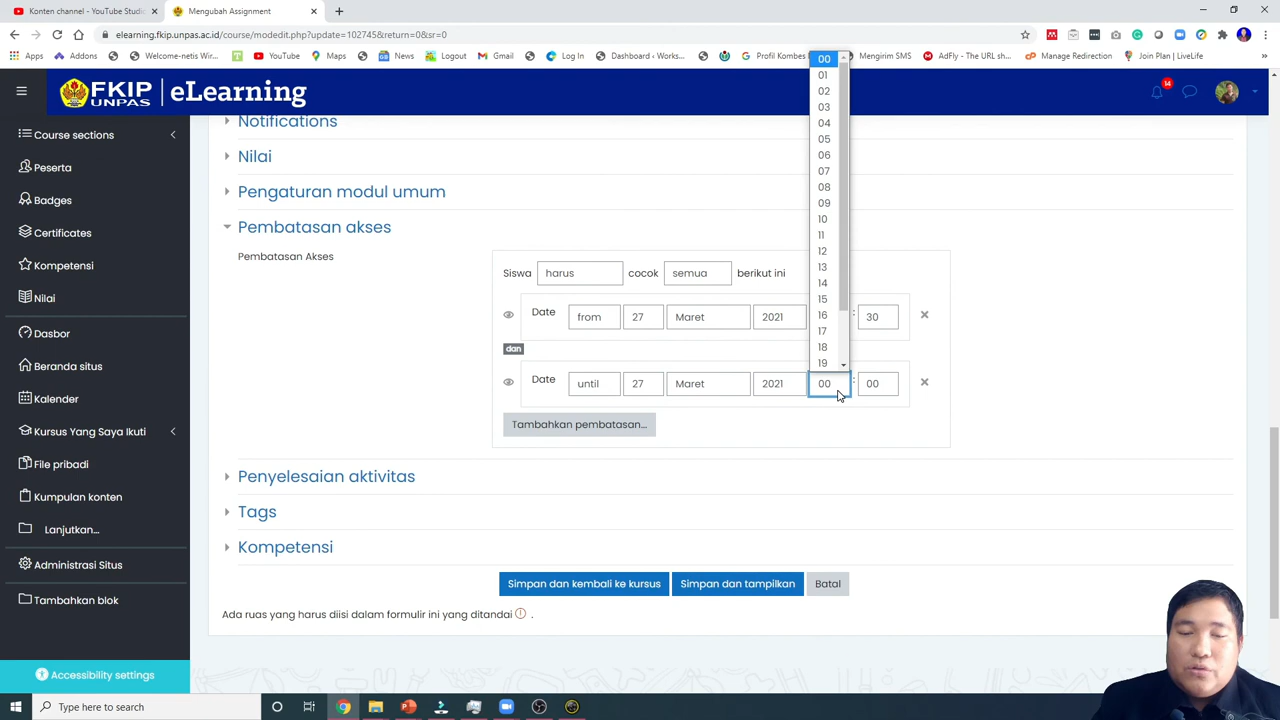 Konten channel - YouTube Studio
Mengubah Assignment
elearning.fkip.unpas.ac.id/course/modedit.php?update=102745&return=0&sr=0
Apps Addons Welcome-netis Wir... YouTube Maps News Logout Gmail Log In Dashboard ‹ Works... Profil Kombes Mengirim SMS AdFly - The URL sh... Manage Redirection Join Plan | LiveLife
FKIP UNPAS | eLearning
14
Course sections
Peserta
Badges
Certificates
Kompetensi
Nilai
Dasbor
Beranda situs
Kalender
Kursus Yang Saya Ikuti
File pribadi
Kumpulan konten
Lanjutkan...
Administrasi Situs
Tambahkan blok
Accessibility settings
Notifications
Nilai
Pengaturan modul umum
Pembatasan akses
Pembatasan Akses
Siswa harus cocok semua berikut ini
Date from 27 Maret 2021 : 30
dan
Date until 27 Maret 2021 00 : 00
00
01
02
03
04
05
06
07
08
09
10
11
12
13
14
15
16
17
18
19
Tambahkan pembatasan...
Penyelesaian aktivitas
Tags
Kompetensi
Simpan dan kembali ke kursus Simpan dan tampilkan Batal
Ada ruas yang harus diisi dalam formulir ini yang ditandai .
Type here to search